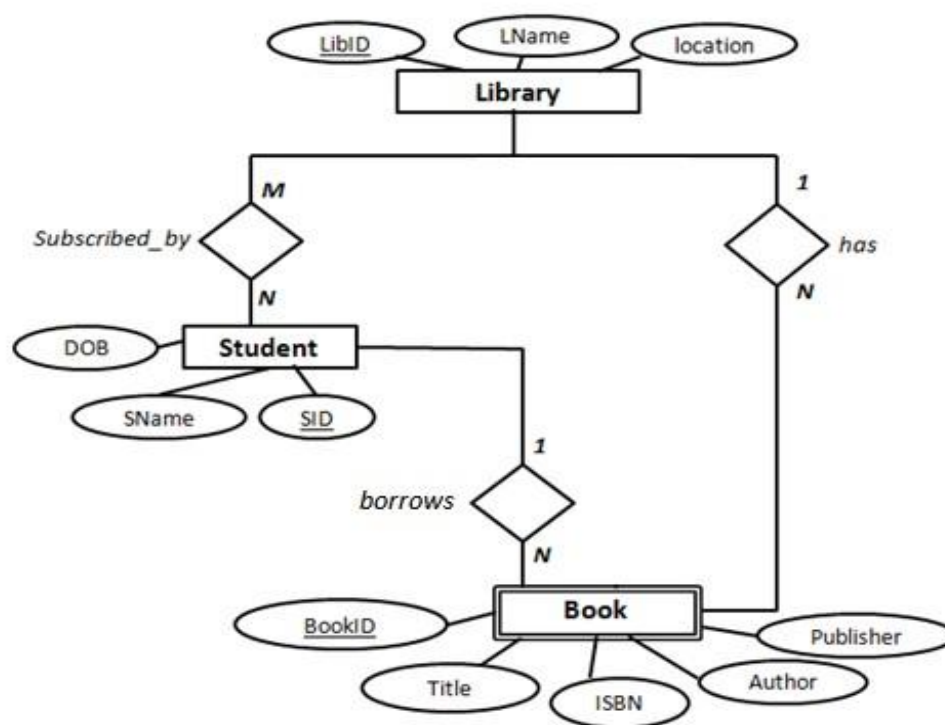 LibID
LName
location
Library
M
1
Subscribed_by
has
N
N
DOB
Student
SName
SID
1
borrows
N
BookID
Book
Publisher
Title
ISBN
Author